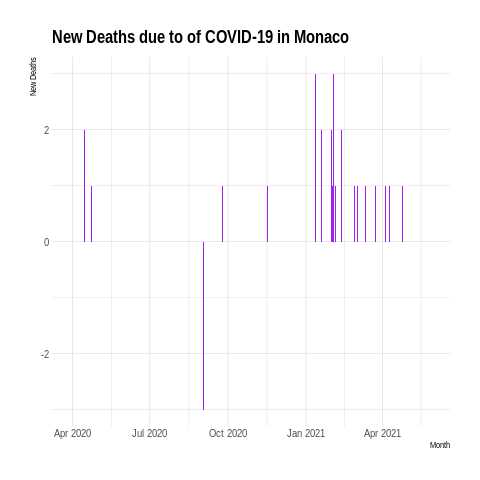 New Deaths due to of COVID-19 in Monaco
New Deaths
2
0
-2
Apr 2020 Jul 2020 Oct 2020 Jan 2021 Apr 2021
Month